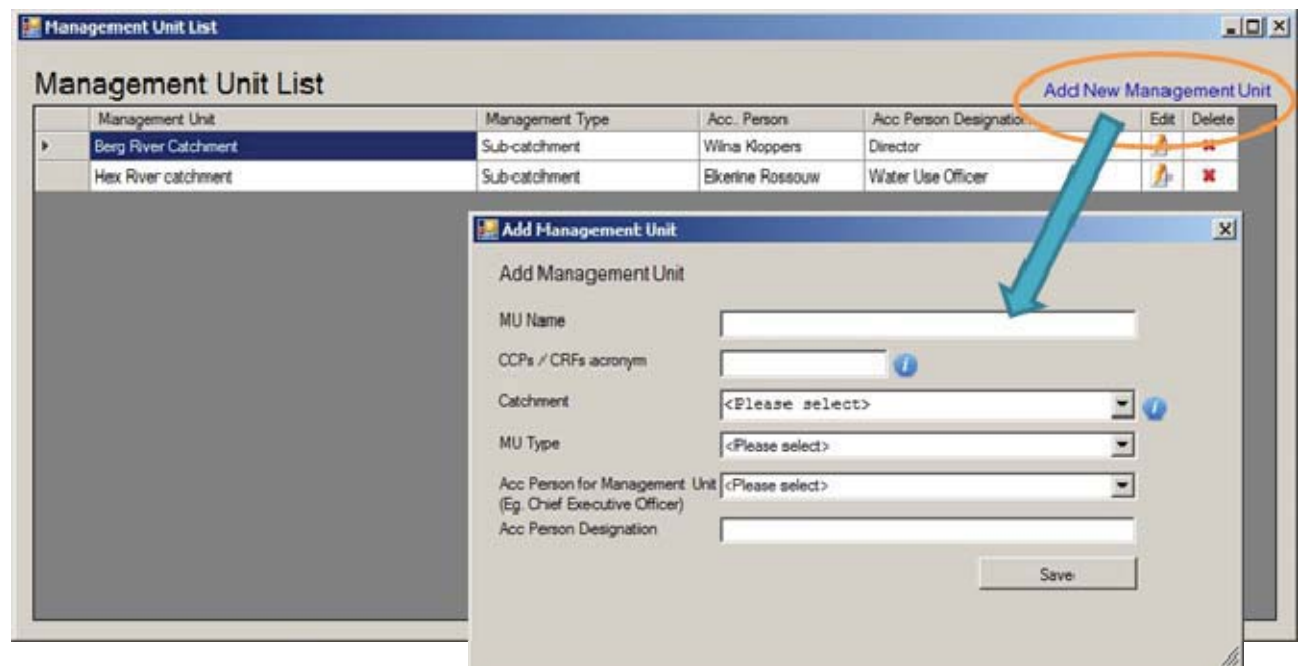 Management Unit List
Management Unit List
Add New Management Unit
Management Unit Management Type Acc. Person Acc Person Designation Edit Delete
Berg River Catchment Sub-catchment Wilna Kloppers Director
Hex River catchment Sub-catchment Elkerine Rossouw Water Use Officer
Add Management Unit
Add Management Unit
MU Name
CCPs / CRFs acronym
Catchment <Please select>
MU Type <Please select>
Acc Person for Management Unit <Please select>
(Eg. Chief Executive Officer)
Acc Person Designation
Save